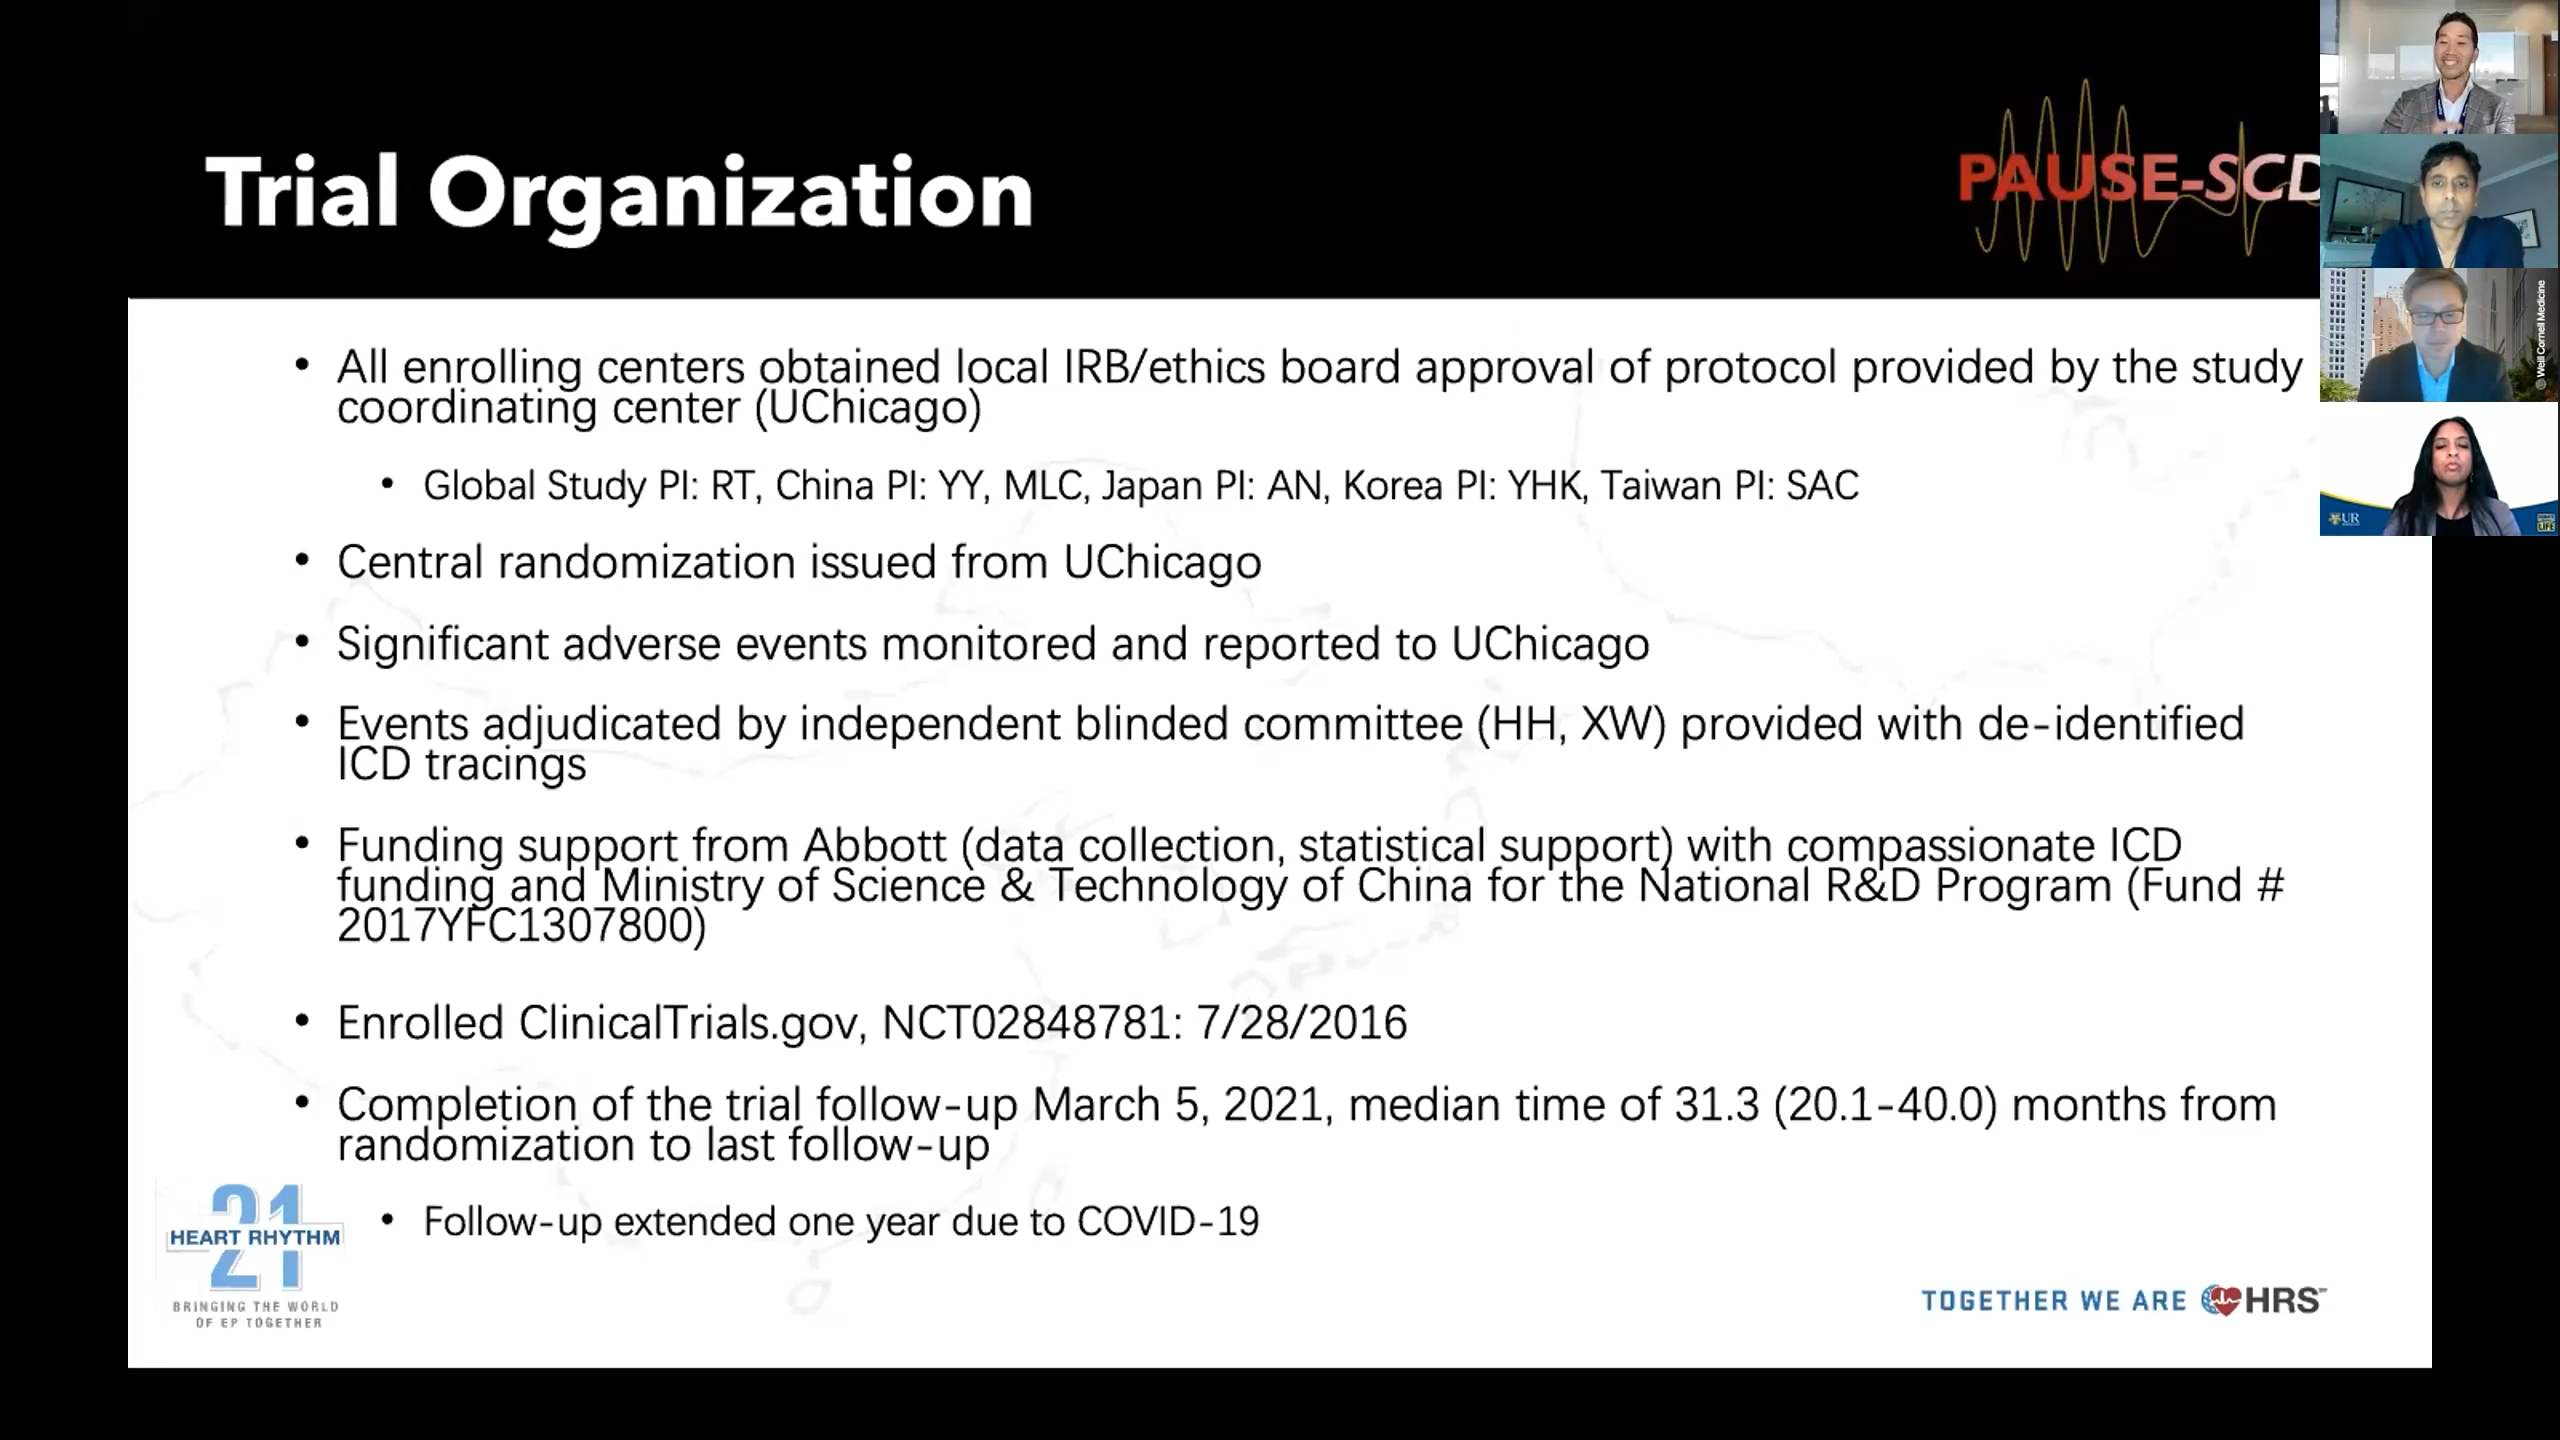 Trial Organization
PAUSE-SCD
• All enrolling centers obtained local IRB/ethics board approval of protocol provided by the study
coordinating center (UChicago)
• Global Study PI: RT, China PI: YY, MLC, Japan PI: AN, Korea PI: YHK, Taiwan PI: SAC
• Central randomization issued from UChicago
• Significant adverse events monitored and reported to UChicago
• Events adjudicated by independent blinded committee (HH, XW) provided with de-identified
ICD tracings
• Funding support from Abbott (data collection, statistical support) with compassionate ICD
funding and Ministry of Science & Technology of China for the National R&D Program (Fund #
2017YFC1307800)
• Enrolled ClinicalTrials.gov, NCT02848781: 7/28/2016
• Completion of the trial follow-up March 5, 2021, median time of 31.3 (20.1-40.0) months from
randomization to last follow-up
• Follow-up extended one year due to COVID-19
21
HEART RHYTHM
BRINGING THE WORLD
OF EP TOGETHER
TOGETHER WE ARE HRS
Weill Cornell Medicine
UR
LIFE